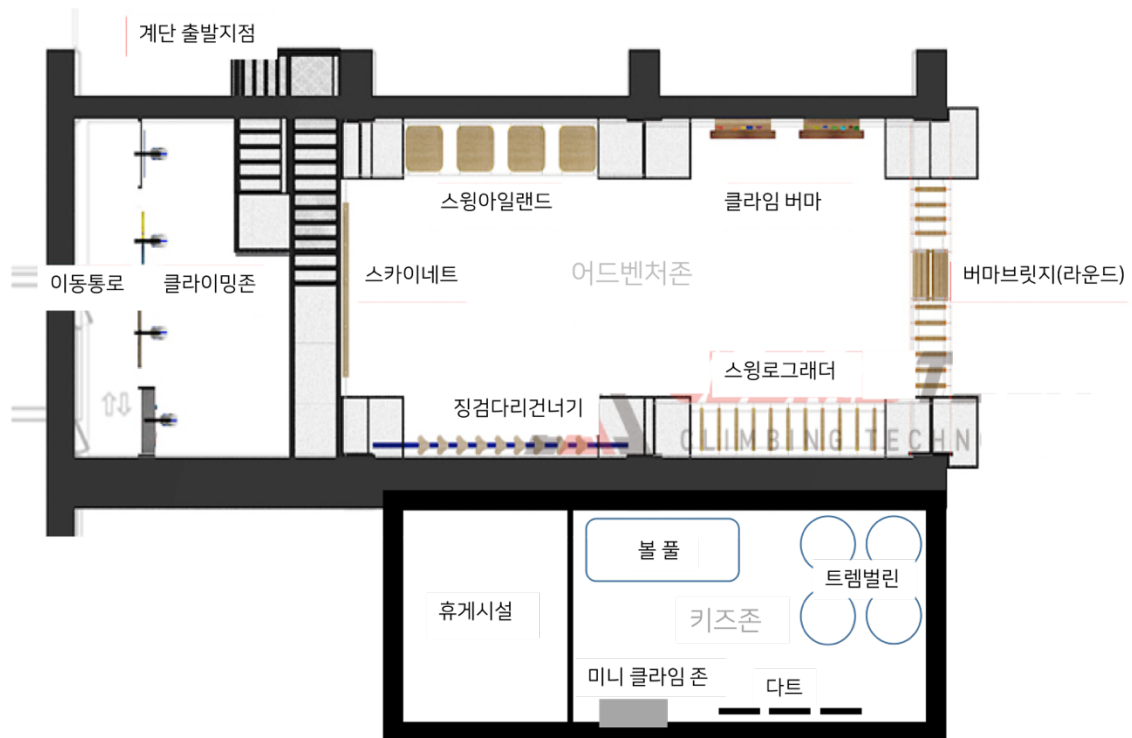 계단 출발지점
스윙아일랜드
클라임 버마
이동통로
클라이밍존
스카이네트
어드벤처존
버마브릿지(라운드)
스윙로그래더
징검다리건너기
CLIMBING TECHN
볼 풀
트렘벌린
휴게시설
키즈존
미니 클라임 존
다트